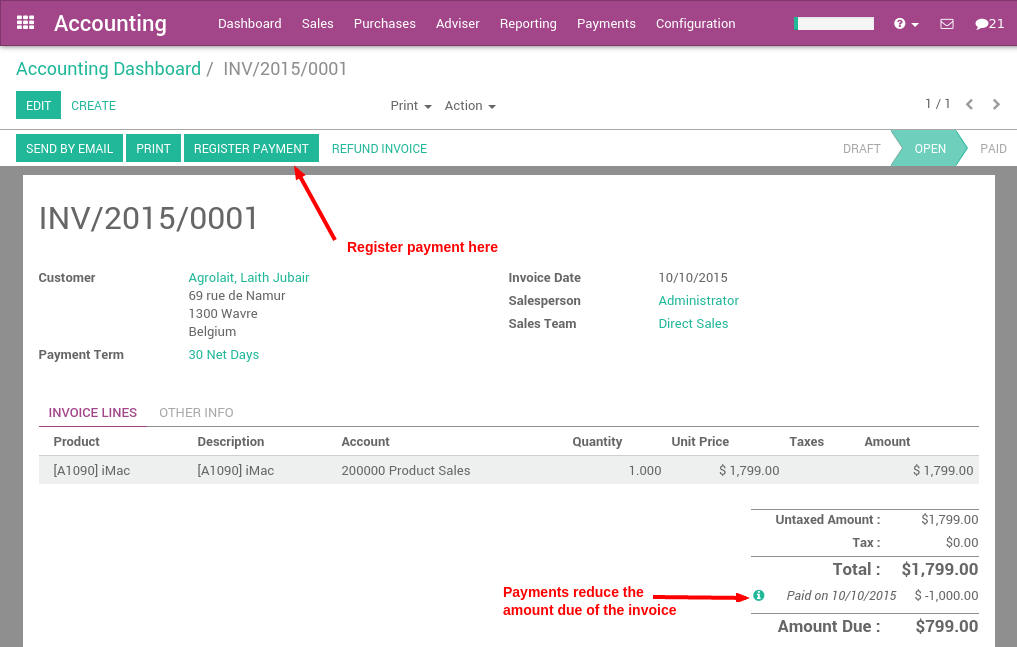 Accounting Dashboard Sales Purchases Adviser Reporting Payments Configuration ? 21
Accounting Dashboard / INV/2015/0001
EDIT CREATE Print Action 1 / 1
SEND BY EMAIL PRINT REGISTER PAYMENT REFUND INVOICE DRAFT OPEN PAID
INV/2015/0001
Register payment here
Customer Agrolait, Laith Jubair Invoice Date 10/10/2015
69 rue de Namur Salesperson Administrator
1300 Wavre
Belgium Sales Team Direct Sales
Payment Term 30 Net Days
INVOICE LINES OTHER INFO
Product Description Account Quantity Unit Price Taxes Amount
[A1090] iMac [A1090] iMac 200000 Product Sales 1.000 $ 1,799.00 $ 1,799.00
Untaxed Amount : $1,799.00
Tax : $0.00
Total : $1,799.00
Payments reduce the
amount due of the invoice
i Paid on 10/10/2015 $ -1,000.00
Amount Due : $799.00